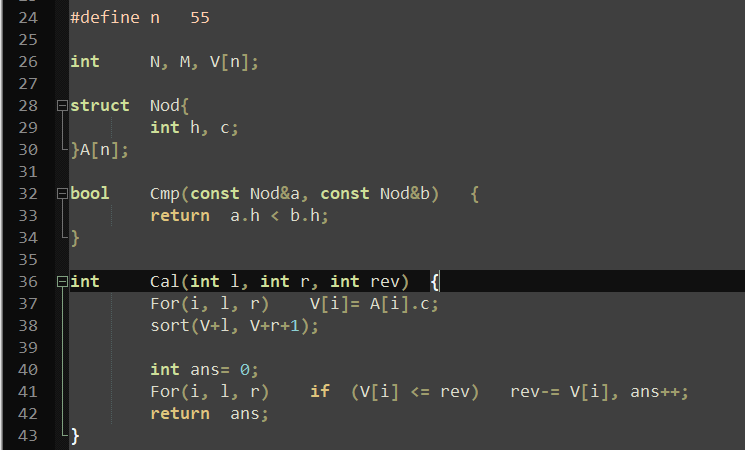 24 #define n   55
25
26 int     N, M, V[n];
27
28 struct  Nod{
29         int h, c;
30 }A[n];
31
32 bool    Cmp(const Nod&a, const Nod&b)   {
33         return  a.h < b.h;
34 }
35
36 int     Cal(int l, int r, int rev)  {
37         For(i, l, r)    V[i]= A[i].c;
38         sort(V+l, V+r+1);
39
40         int ans= 0;
41         For(i, l, r)    if  (V[i] <= rev)   rev-= V[i], ans++;
42         return  ans;
43 }